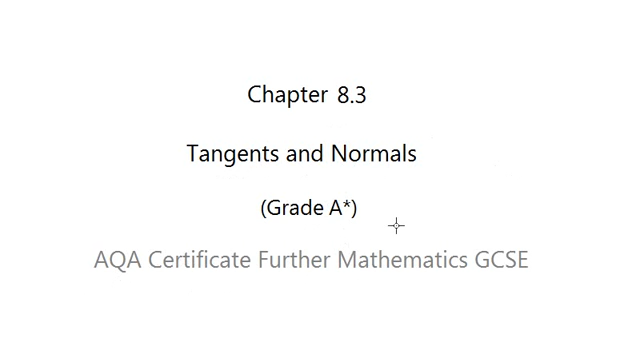 Chapter 8.3
Tangents and Normals
(Grade A*)
AQA Certificate Further Mathematics GCSE